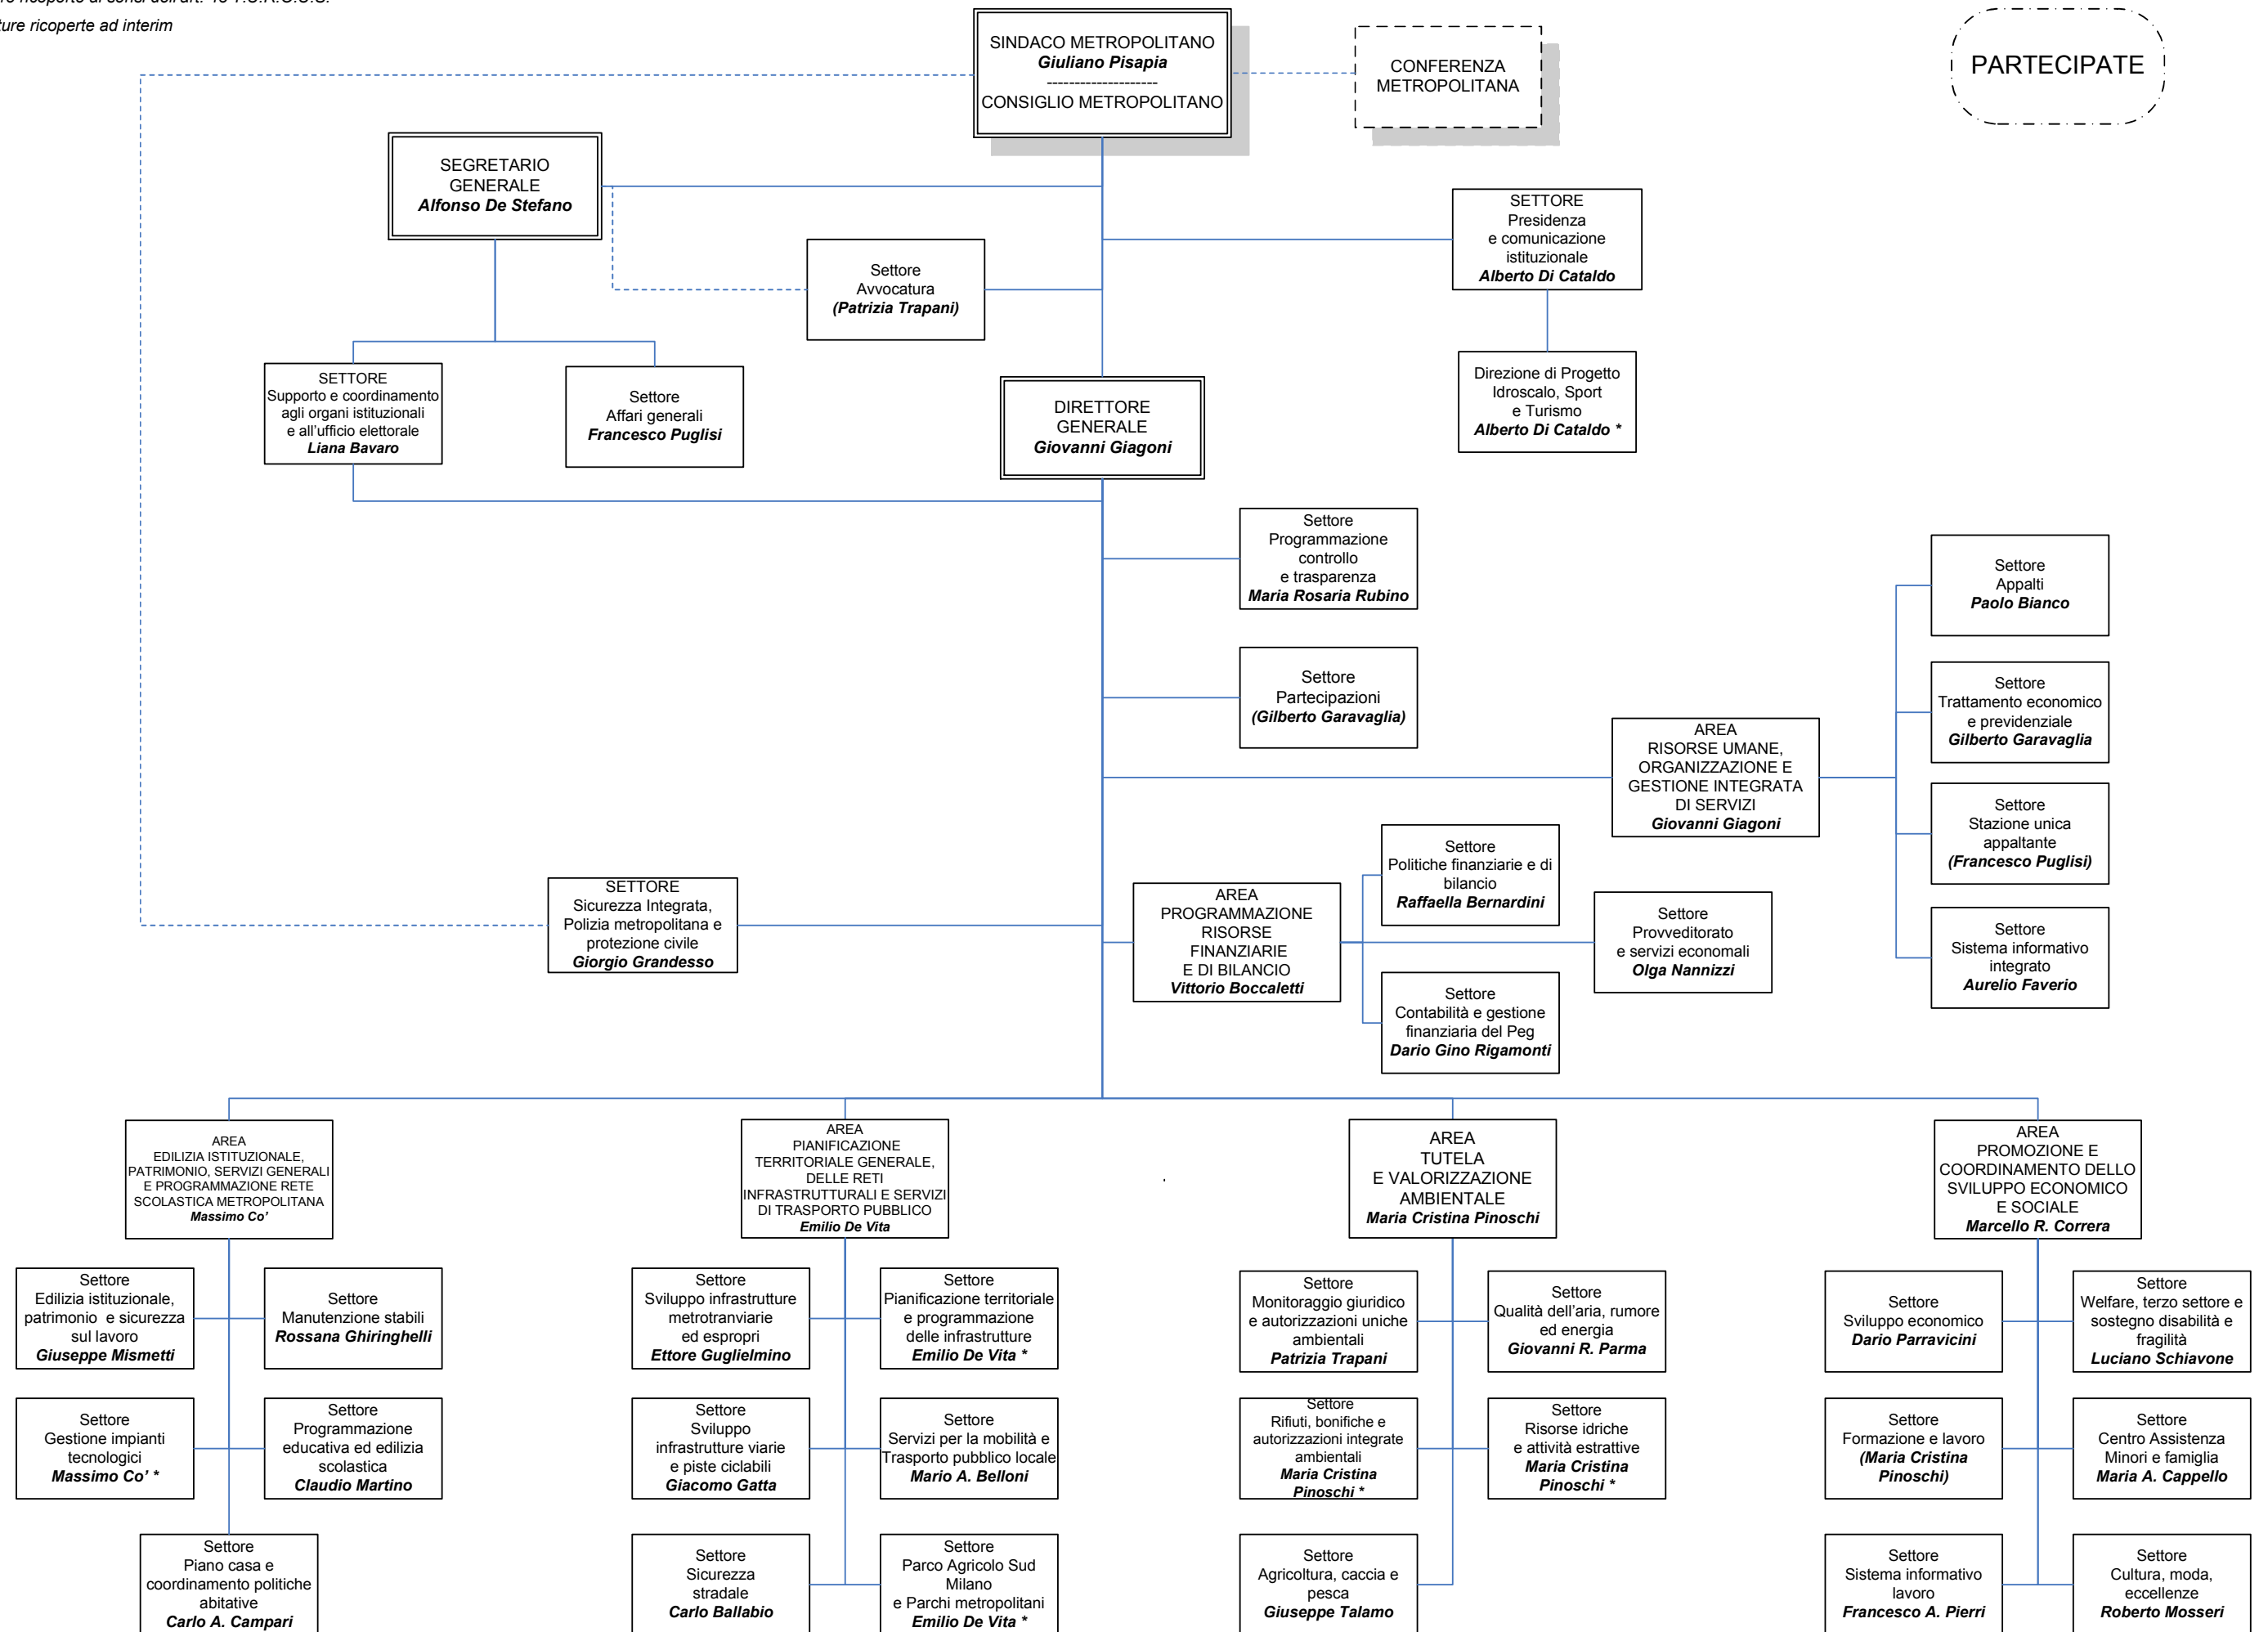 ture ricoperte ad interim
SINDACO METROPOLITANO
Giuliano Pisapia
--------------------
CONSIGLIO METROPOLITANO
CONFERENZA
METROPOLITANA
PARTECIPATE
SEGRETARIO
GENERALE
Alfonso De Stefano
SETTORE
Presidenza
e comunicazione
istituzionale
Alberto Di Cataldo
Settore
Avvocatura
(Patrizia Trapani)
SETTORE
Supporto e coordinamento
agli organi istituzionali
e all'ufficio elettorale
Liana Bavaro
Settore
Affari generali
Francesco Puglisi
DIRETTORE
GENERALE
Giovanni Giagoni
Direzione di Progetto
Idroscalo, Sport
e Turismo
Alberto Di Cataldo *
Settore
Programmazione
controllo
e trasparenza
Maria Rosaria Rubino
Settore
Partecipazioni
(Gilberto Garavaglia)
AREA
RISORSE UMANE,
ORGANIZZAZIONE E
GESTIONE INTEGRATA
DI SERVIZI
Giovanni Giagoni
Settore
Appalti
Paolo Bianco
Settore
Trattamento economico
e previdenziale
Gilberto Garavaglia
Settore
Stazione unica
appaltante
(Francesco Puglisi)
Settore
Sistema informativo
integrato
Aurelio Faverio
SETTORE
Sicurezza Integrata,
Polizia metropolitana e
protezione civile
Giorgio Grandesso
AREA
PROGRAMMAZIONE
RISORSE
FINANZIARIE
E DI BILANCIO
Vittorio Boccaletti
Settore
Politiche finanziarie e di
bilancio
Raffaella Bernardini
Settore
Provveditorato
e servizi economali
Olga Nannizzi
Settore
Contabilità e gestione
finanziaria del Peg
Dario Gino Rigamonti
AREA
EDILIZIA ISTITUZIONALE,
PATRIMONIO, SERVIZI GENERALI
E PROGRAMMAZIONE RETE
SCOLASTICA METROPOLITANA
Massimo Co'
Settore
Edilizia istituzionale,
patrimonio e sicurezza
sul lavoro
Giuseppe Mismetti
Settore
Manutenzione stabili
Rossana Ghiringhelli
Settore
Gestione impianti
tecnologici
Massimo Co' *
Settore
Programmazione
educativa ed edilizia
scolastica
Claudio Martino
Settore
Piano casa e
coordinamento politiche
abitative
Carlo A. Campari
AREA
PIANIFICAZIONE
TERRITORIALE GENERALE,
DELLE RETI
INFRASTRUTTURALI E SERVIZI
DI TRASPORTO PUBBLICO
Emilio De Vita
Settore
Sviluppo infrastrutture
metrotranviarie
ed espropri
Ettore Guglielmino
Settore
Pianificazione territoriale
e programmazione
delle infrastrutture
Emilio De Vita *
Settore
Sviluppo
infrastrutture viarie
e piste ciclabili
Giacomo Gatta
Settore
Servizi per la mobilità e
Trasporto pubblico locale
Mario A. Belloni
Settore
Sicurezza
stradale
Carlo Ballabio
Settore
Parco Agricolo Sud
Milano
e Parchi metropolitani
Emilio De Vita *
AREA
TUTELA
E VALORIZZAZIONE
AMBIENTALE
Maria Cristina Pinoschi
Settore
Monitoraggio giuridico
e autorizzazioni uniche
ambientali
Patrizia Trapani
Settore
Qualità dell'aria, rumore
ed energia
Giovanni R. Parma
Settore
Rifiuti, bonifiche e
autorizzazioni integrate
ambientali
Maria Cristina
Pinoschi *
Settore
Risorse idriche
e attività estrattive
Maria Cristina
Pinoschi *
Settore
Agricoltura, caccia e
pesca
Giuseppe Talamo
AREA
PROMOZIONE E
COORDINAMENTO DELLO
SVILUPPO ECONOMICO
E SOCIALE
Marcello R. Correra
Settore
Sviluppo economico
Dario Parravicini
Settore
Welfare, terzo settore e
sostegno disabilità e
fragilità
Luciano Schiavone
Settore
Formazione e lavoro
(Maria Cristina
Pinoschi)
Settore
Centro Assistenza
Minori e famiglia
Maria A. Cappello
Settore
Sistema informativo
lavoro
Francesco A. Pierri
Settore
Cultura, moda,
eccellenze
Roberto Mosseri